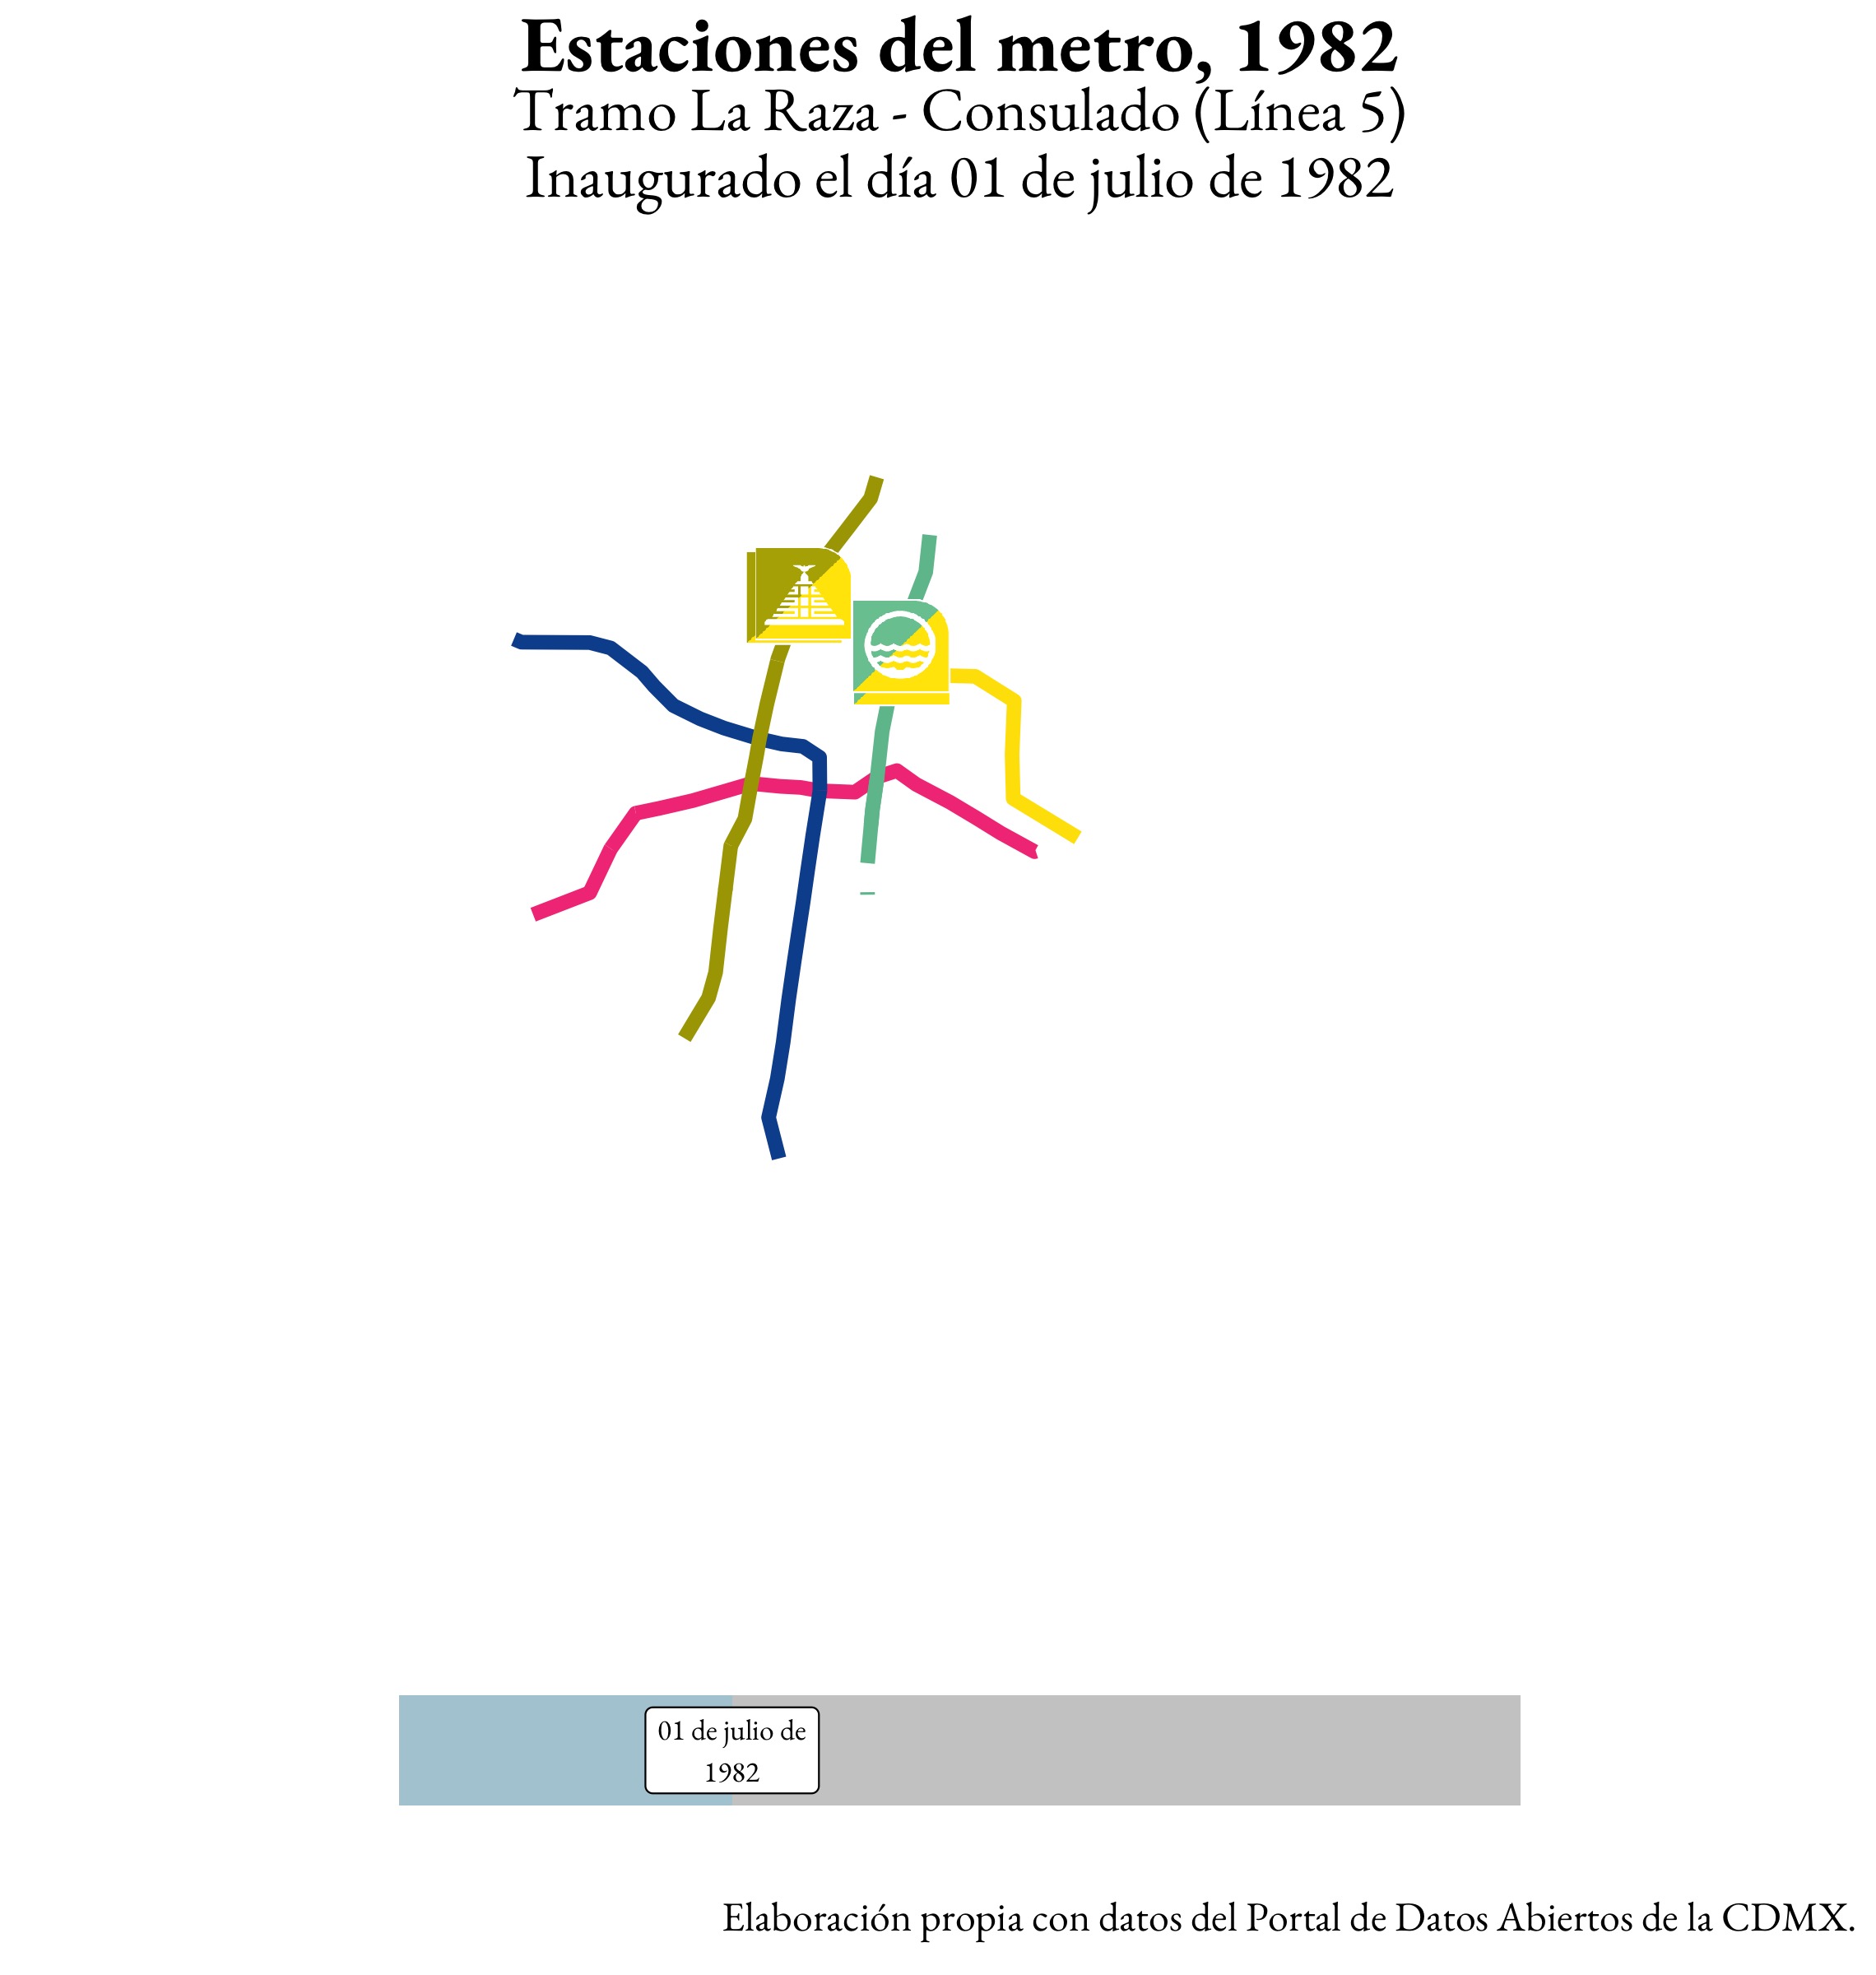 Estaciones del metro, 1982
Tramo La Raza - Consulado (Línea 5)
Inaugurado el día 01 de julio de 1982
01 de julio de
1982
Elaboración propia con datos del Portal de Datos Abiertos de la CDMX.